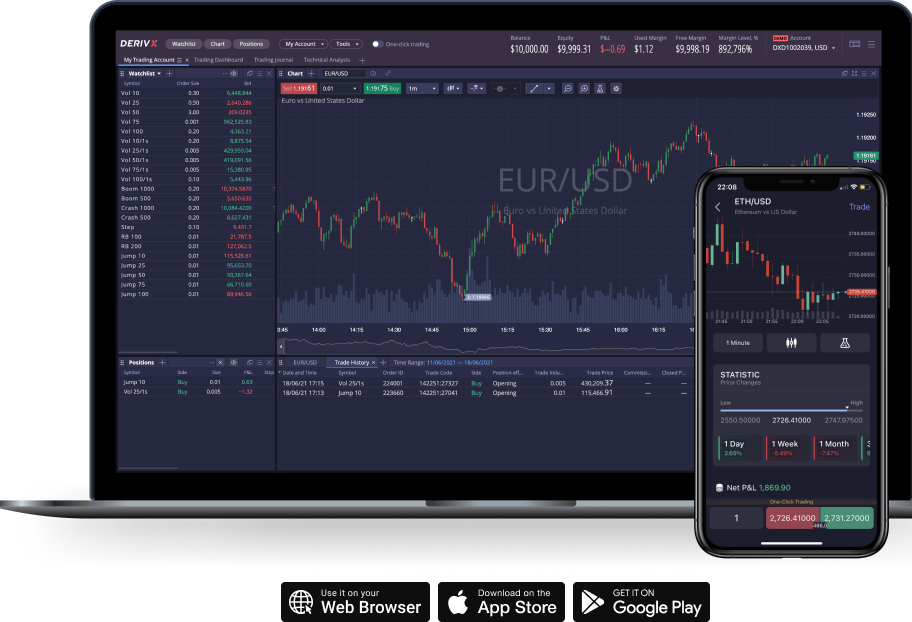 DERIV X Watchlist Chart Positions My Account Tools One-click trading
Balance Equity P&L Used Margin Free Margin Margin Level, % DEMO Account
$10,000.00 $9,999.31 $–0.69 $1.12 $9,998.19 892,796% DXD1002039, USD
My Trading Account Trading Dashboard Trading Journal Technical Analysis
Watchlist
Symbol Order Size Bid
Vol 10 0.30 6,448.844
Vol 25 0.50 2,640.286
Vol 50 3.00 209.0235
Vol 75 0.001 962,525.83
Vol 100 0.20 4,363.21
Vol 10/1s 0.20 8,875.54
Vol 25/1s 0.005 429,959.04
Vol 50/1s 0.005 419,091.56
Vol 75/1s 0.005 15,380.95
Vol 100/1s 0.10 5,443.96
Boom 1000 0.20 10,374.5870
Boom 500 0.20 5,650.635
Crash 1000 0.20 10,084.4200
Crash 500 0.20 8,627.431
Step 0.10 9,431.7
RB 100 0.01 21,787.5
RB 200 0.01 127,062.5
Jump 10 0.01 115,528.61
Jump 25 0.01 95,653.70
Jump 50 0.01 50,367.64
Jump 75 0.01 66,710.60
Jump 100 0.01 89,946.56
Chart EUR/USD
Sell 1.19161 0.01 1.19175 Buy 1m
Euro vs United States Dollar
EUR/USD
Euro vs United States Dollar
1.19250
1.19200
1.19161
1.19150
L: 1.18846
3:45 14:00 14:15 14:30 14:45 15:00 15:15 15:30 15:45 16:00 16:15 16:
Positions
Symbol Side Size P&L Stop
Jump 10 Buy 0.01 0.63
Vol 25/1s Buy 0.005 –1.32
EUR/USD Trade History Time Range: 11/06/2021 — 18/06/2021
Date and Time Symbol Order ID Trade Code Side Position eff... Trade Volu... Trade Price Commiss... Closed P...
18/06/21 17:15 Vol 25/1s 224001 142251:27327 Buy Opening 0.005 430,209.37 — —
18/06/21 17:13 Jump 10 223660 142251:27041 Buy Opening 0.01 115,466.91 — —
22:08
ETH/USD
Ethereum vs US Dollar
Trade
2740.00000
2735.00000
2730.00000
2726.41000
2725.00000
2720.00000
21:45 21:50 21:55 22:00 22:05
1 Minute
STATISTIC
Price Changes
Low High
2550.50000 2726.41000 2747.97500
1 Day 1 Week 1 Month 3
3.69% -5.49% -7.47% 8
Net P&L 1,869.90
One-Click Trading
1 2,726.41000 2,731.27000
486.0
Use it on your
Web Browser
Download on the
App Store
GET IT ON
Google Play